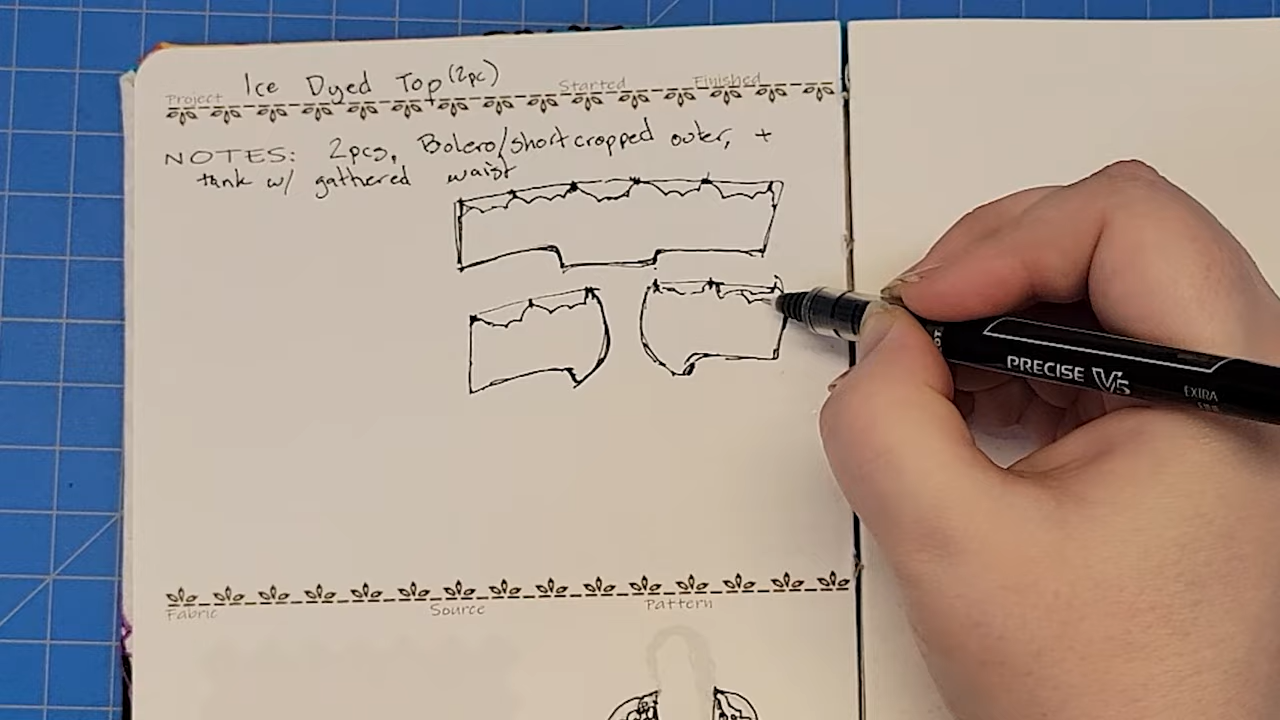 Ice Dyed Top (2pc)
Project Started Finished
NOTES: 2pcs, Bolero/short cropped outer, +
tank w/ gathered waist
PRECISE V5
EXTRA
Fabric Source Pattern